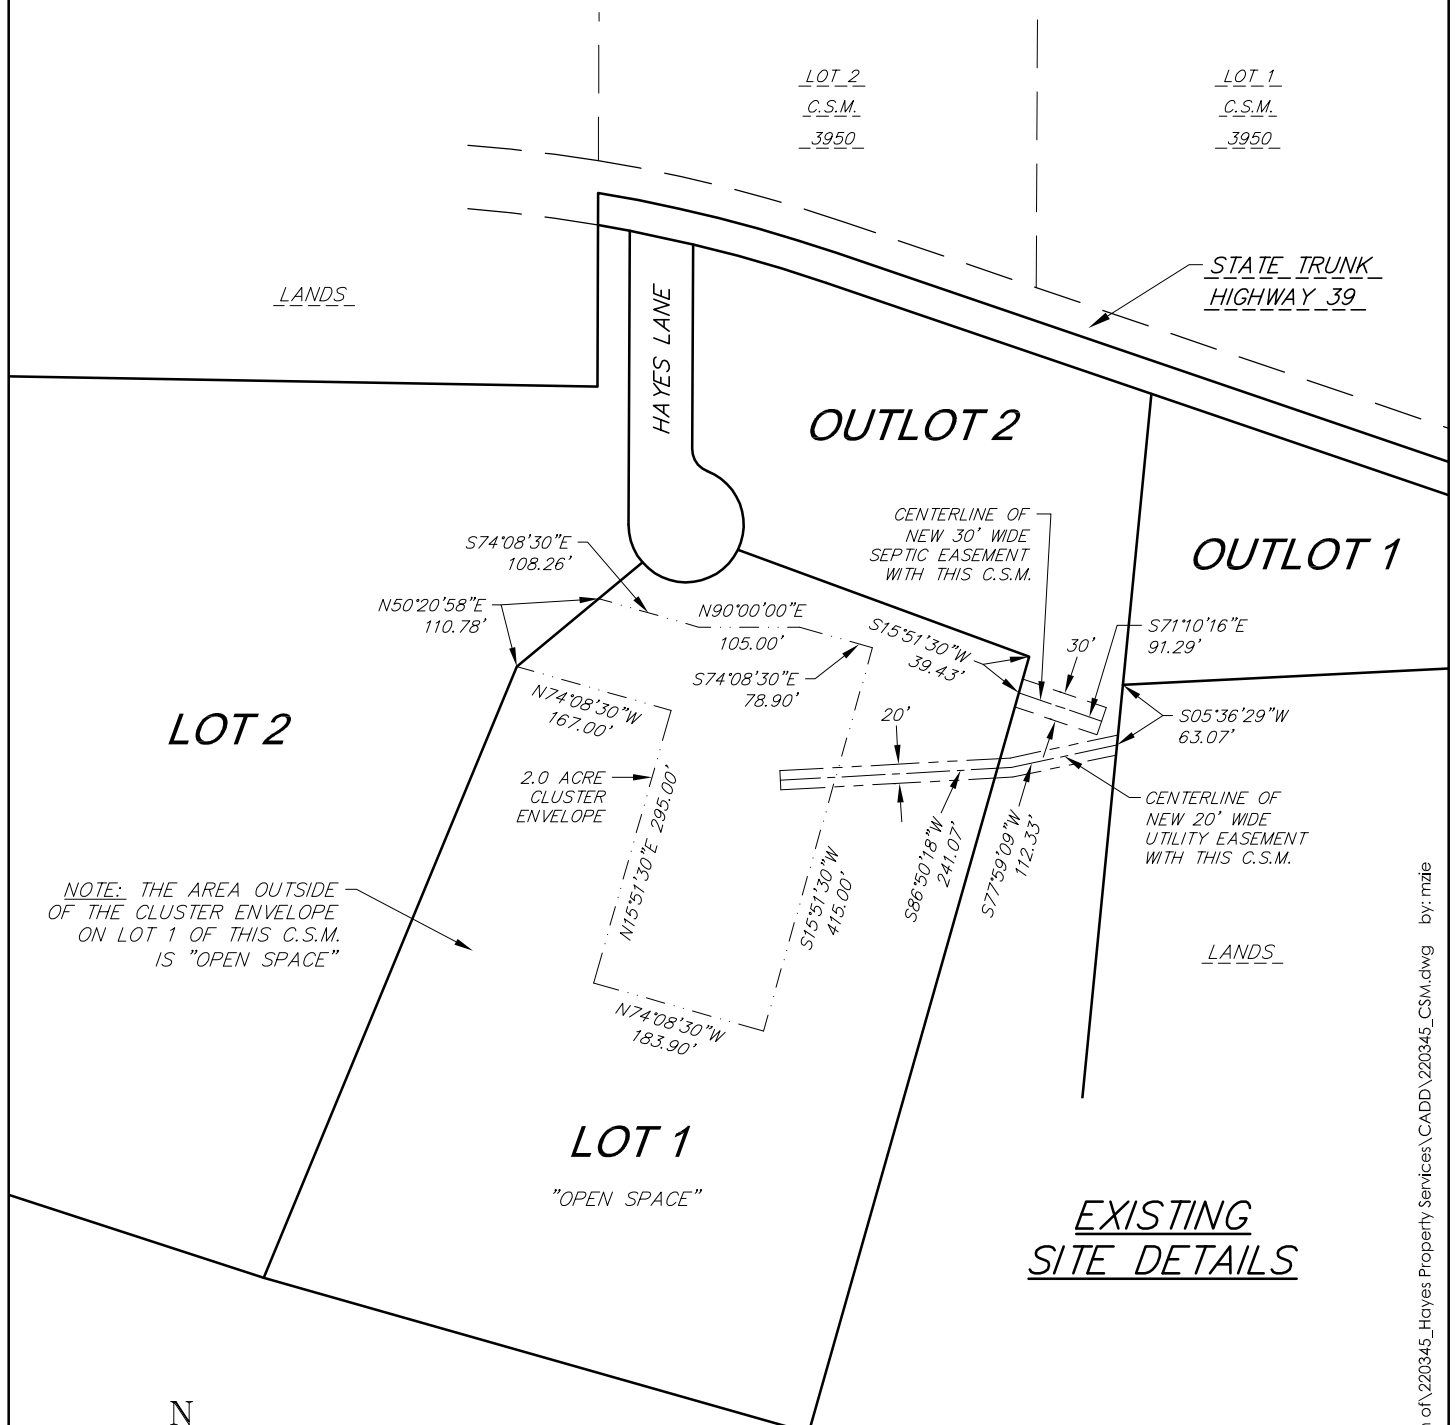 LOT 2
C.S.M.
3950
LOT 1
C.S.M.
3950
STATE TRUNK
HIGHWAY 39
LANDS
HAYES LANE
OUTLOT 2
CENTERLINE OF
NEW 30' WIDE
SEPTIC EASEMENT
WITH THIS C.S.M.
OUTLOT 1
S74°08'30"E
108.26'
N50°20'58"E
110.78'
N90°00'00"E
105.00'
S74°08'30"E
78.90'
S15°51'30"W
39.43'
30'
S71°10'16"E
91.29'
LOT 2
N74°08'30"W
167.00'
20'
S05°36'29"W
63.07'
2.0 ACRE
CLUSTER
ENVELOPE
N15°51'30"E 295.00'
S15°51'30"W
415.00'
S86°50'18"W
241.07'
S77°59'09"W
112.33'
CENTERLINE OF
NEW 20' WIDE
UTILITY EASEMENT
WITH THIS C.S.M.
NOTE: THE AREA OUTSIDE
OF THE CLUSTER ENVELOPE
ON LOT 1 OF THIS C.S.M.
IS "OPEN SPACE"
LANDS
N74°08'30"W
183.90'
LOT 1
"OPEN SPACE"
EXISTING
SITE DETAILS
N
of\220345_Hayes Property Services\CADD\220345_CSM.dwg by: mzie